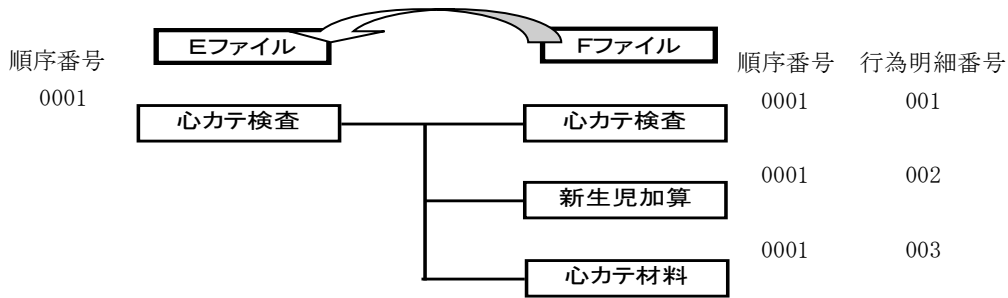 Eファイル
Fファイル
順序番号
順序番号 行為明細番号
0001
0001 001
心カテ検査
心カテ検査
0001 002
新生児加算
0001 003
心カテ材料